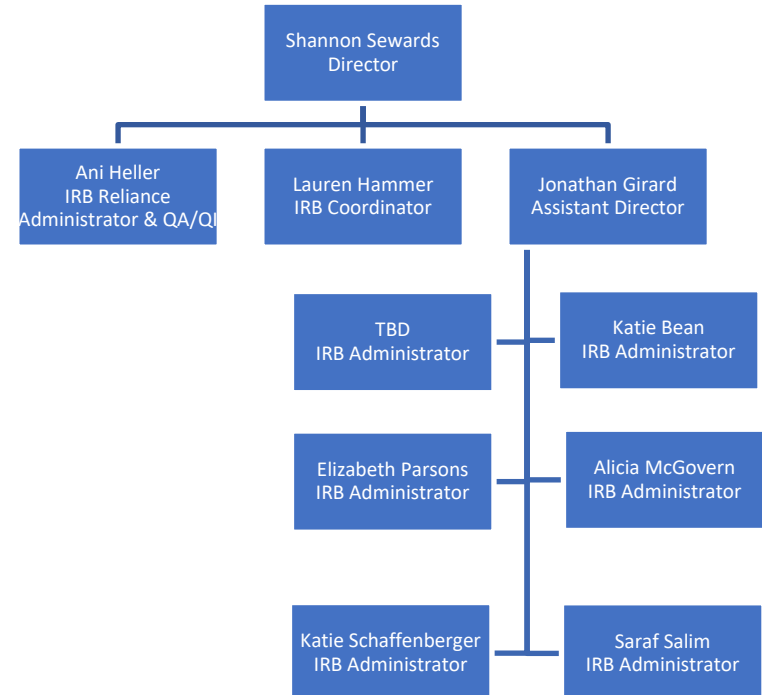 Shannon Sewards
Director
Ani Heller
IRB Reliance
Administrator & QA/QI
Lauren Hammer
IRB Coordinator
Jonathan Girard
Assistant Director
TBD
IRB Administrator
Katie Bean
IRB Administrator
Elizabeth Parsons
IRB Administrator
Alicia McGovern
IRB Administrator
Katie Schaffenberger
IRB Administrator
Saraf Salim
IRB Administrator